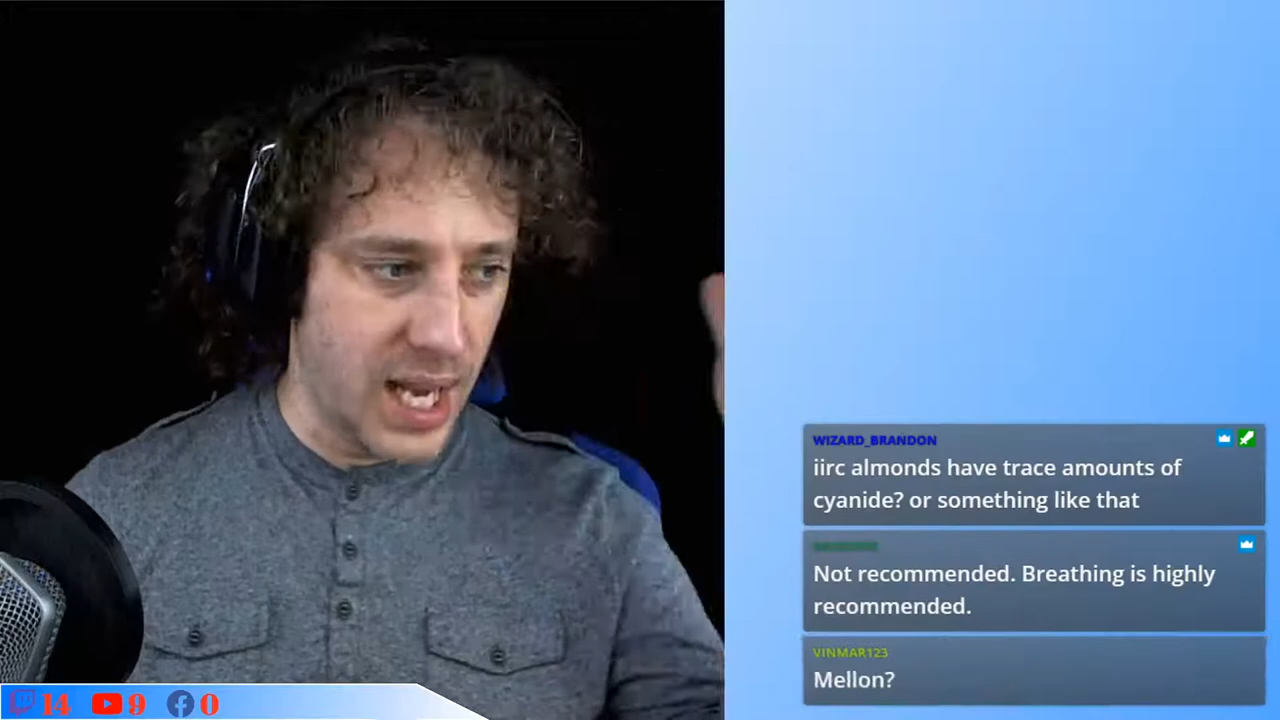 WIZARD_BRANDON
iirc almonds have trace amounts of
cyanide? or something like that
Not recommended. Breathing is highly
recommended.
VINMAR123
Mellon?
14 9 0